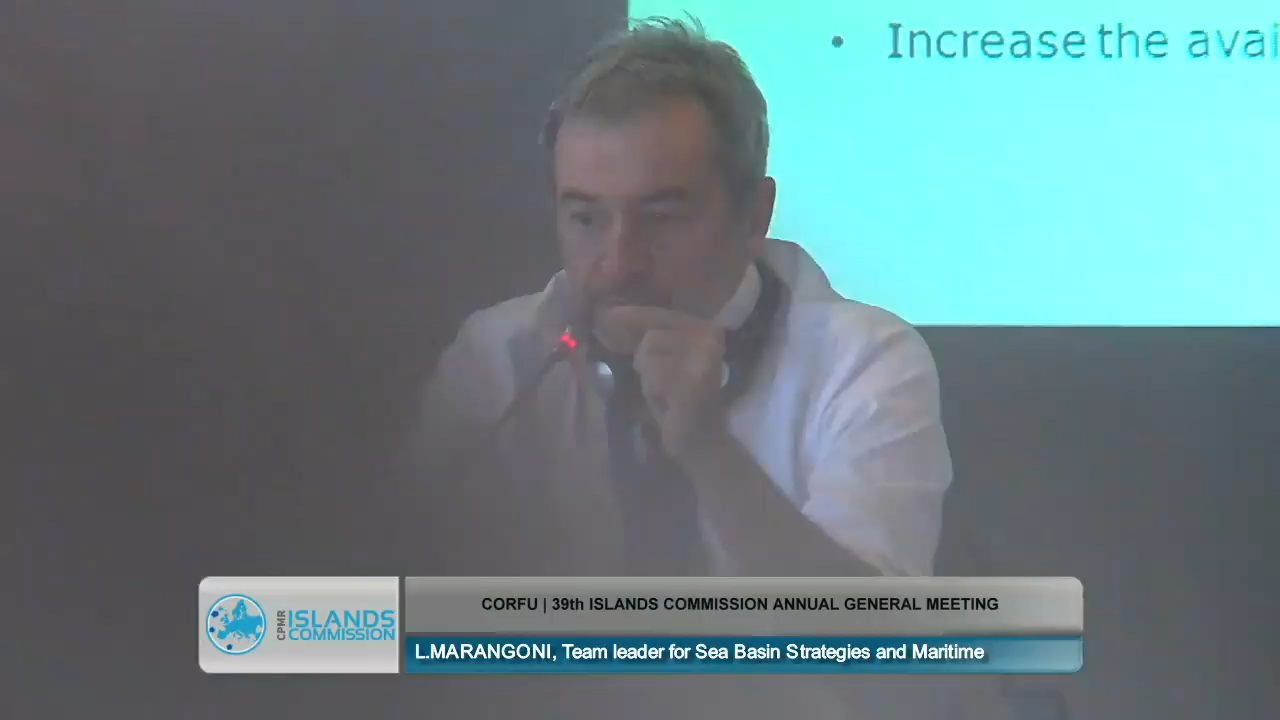 • Increase the avai
CPMR
ISLANDS
COMMISSION
CORFU | 39th ISLANDS COMMISSION ANNUAL GENERAL MEETING
L.MARANGONI, Team leader for Sea Basin Strategies and Maritime